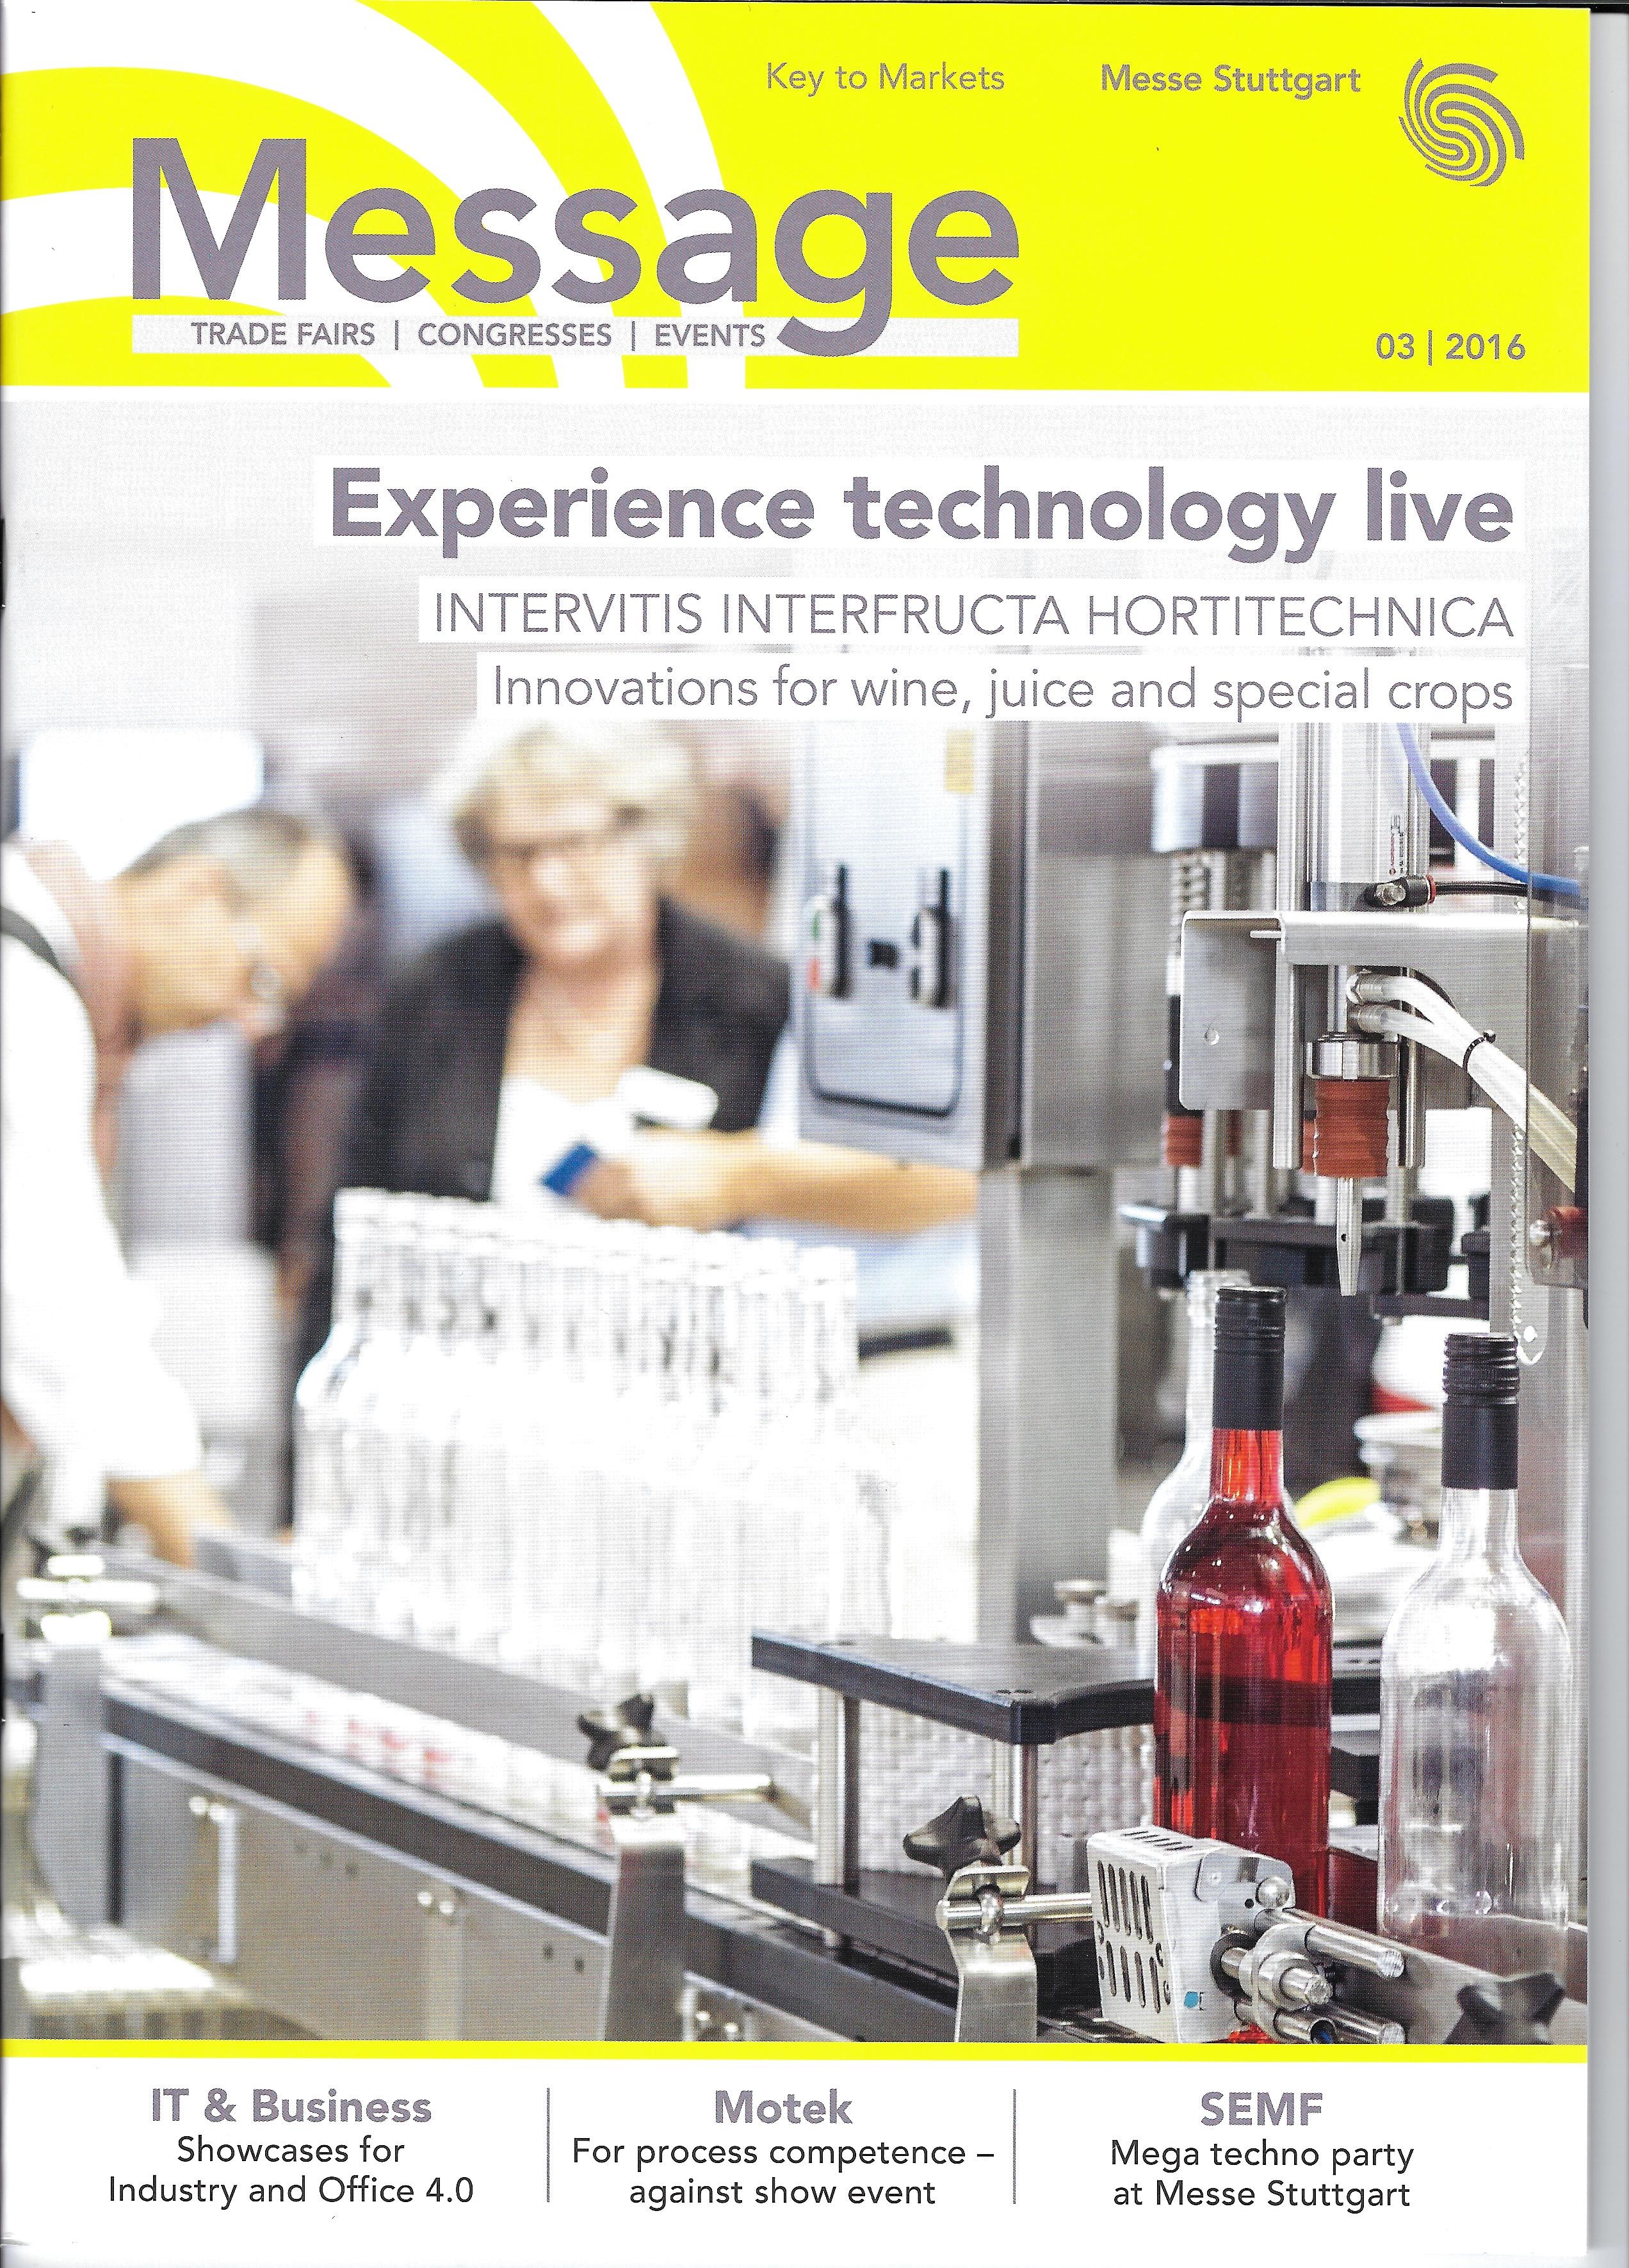 Key to Markets
Messe Stuttgart
Message
TRADE FAIRS | CONGRESSES | EVENTS
03 | 2016
Experience technology live
INTERVITIS INTERFRUCTA HORTITECHNICA
Innovations for wine, juice and special crops
IT & Business
Showcases for
Industry and Office 4.0
Motek
For process competence –
against show event
SEMF
Mega techno party
at Messe Stuttgart